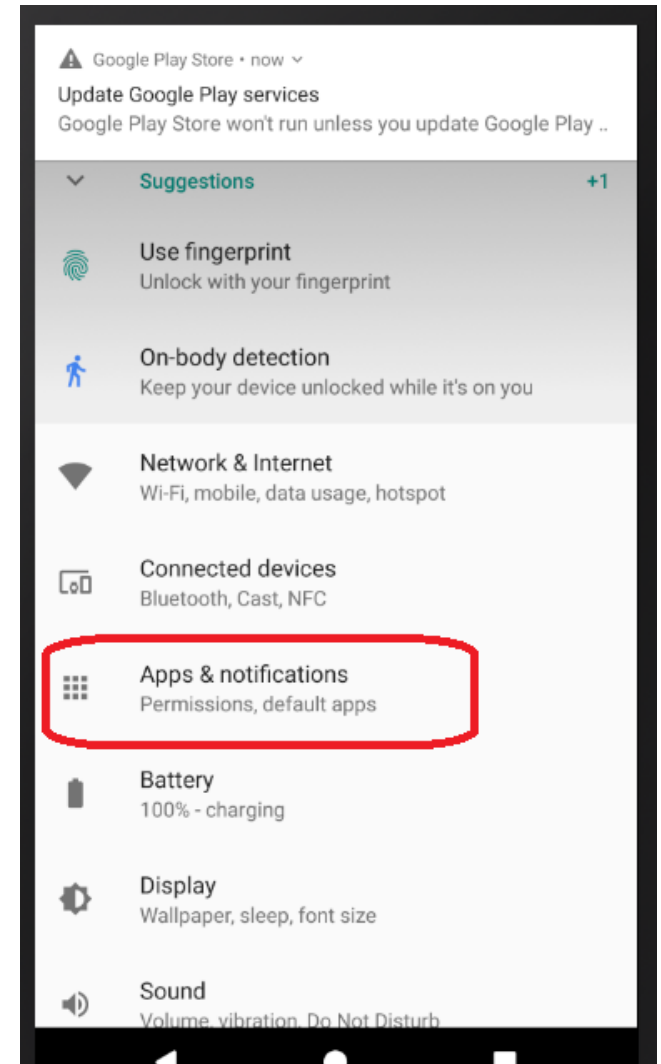 Google Play Store • now
Update Google Play services
Google Play Store won't run unless you update Google Play ..
Suggestions +1
Use fingerprint
Unlock with your fingerprint
On-body detection
Keep your device unlocked while it's on you
Network & Internet
Wi-Fi, mobile, data usage, hotspot
Connected devices
Bluetooth, Cast, NFC
Apps & notifications
Permissions, default apps
Battery
100% - charging
Display
Wallpaper, sleep, font size
Sound
Volume, vibration, Do Not Disturb